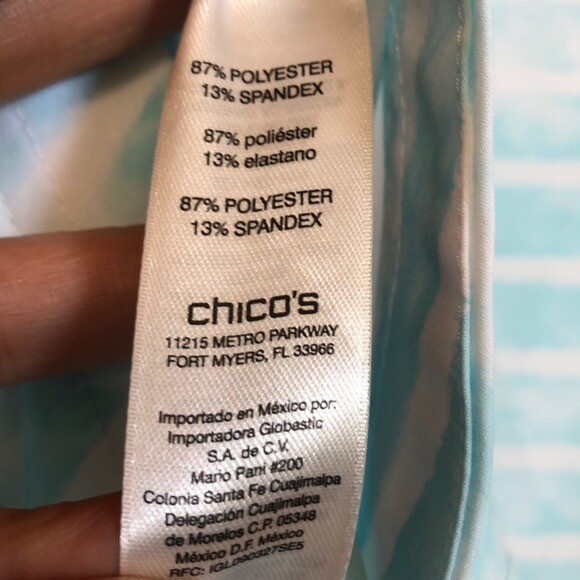 87% POLYESTER
13% SPANDEX
87% poliéster
13% elastano
87% POLYESTER
13% SPANDEX
chico's
11215 METRO PARKWAY
FORT MYERS, FL 33966
Importado en México por:
Importadora Globastic
S.A. de C.V.
Mario Pani #200
Colonia Santa Fe Cuajimalpa
Delegación Cuajimalpa
de Morelos C.P. 05348
México D.F. México
RFC: IGL090327SE5